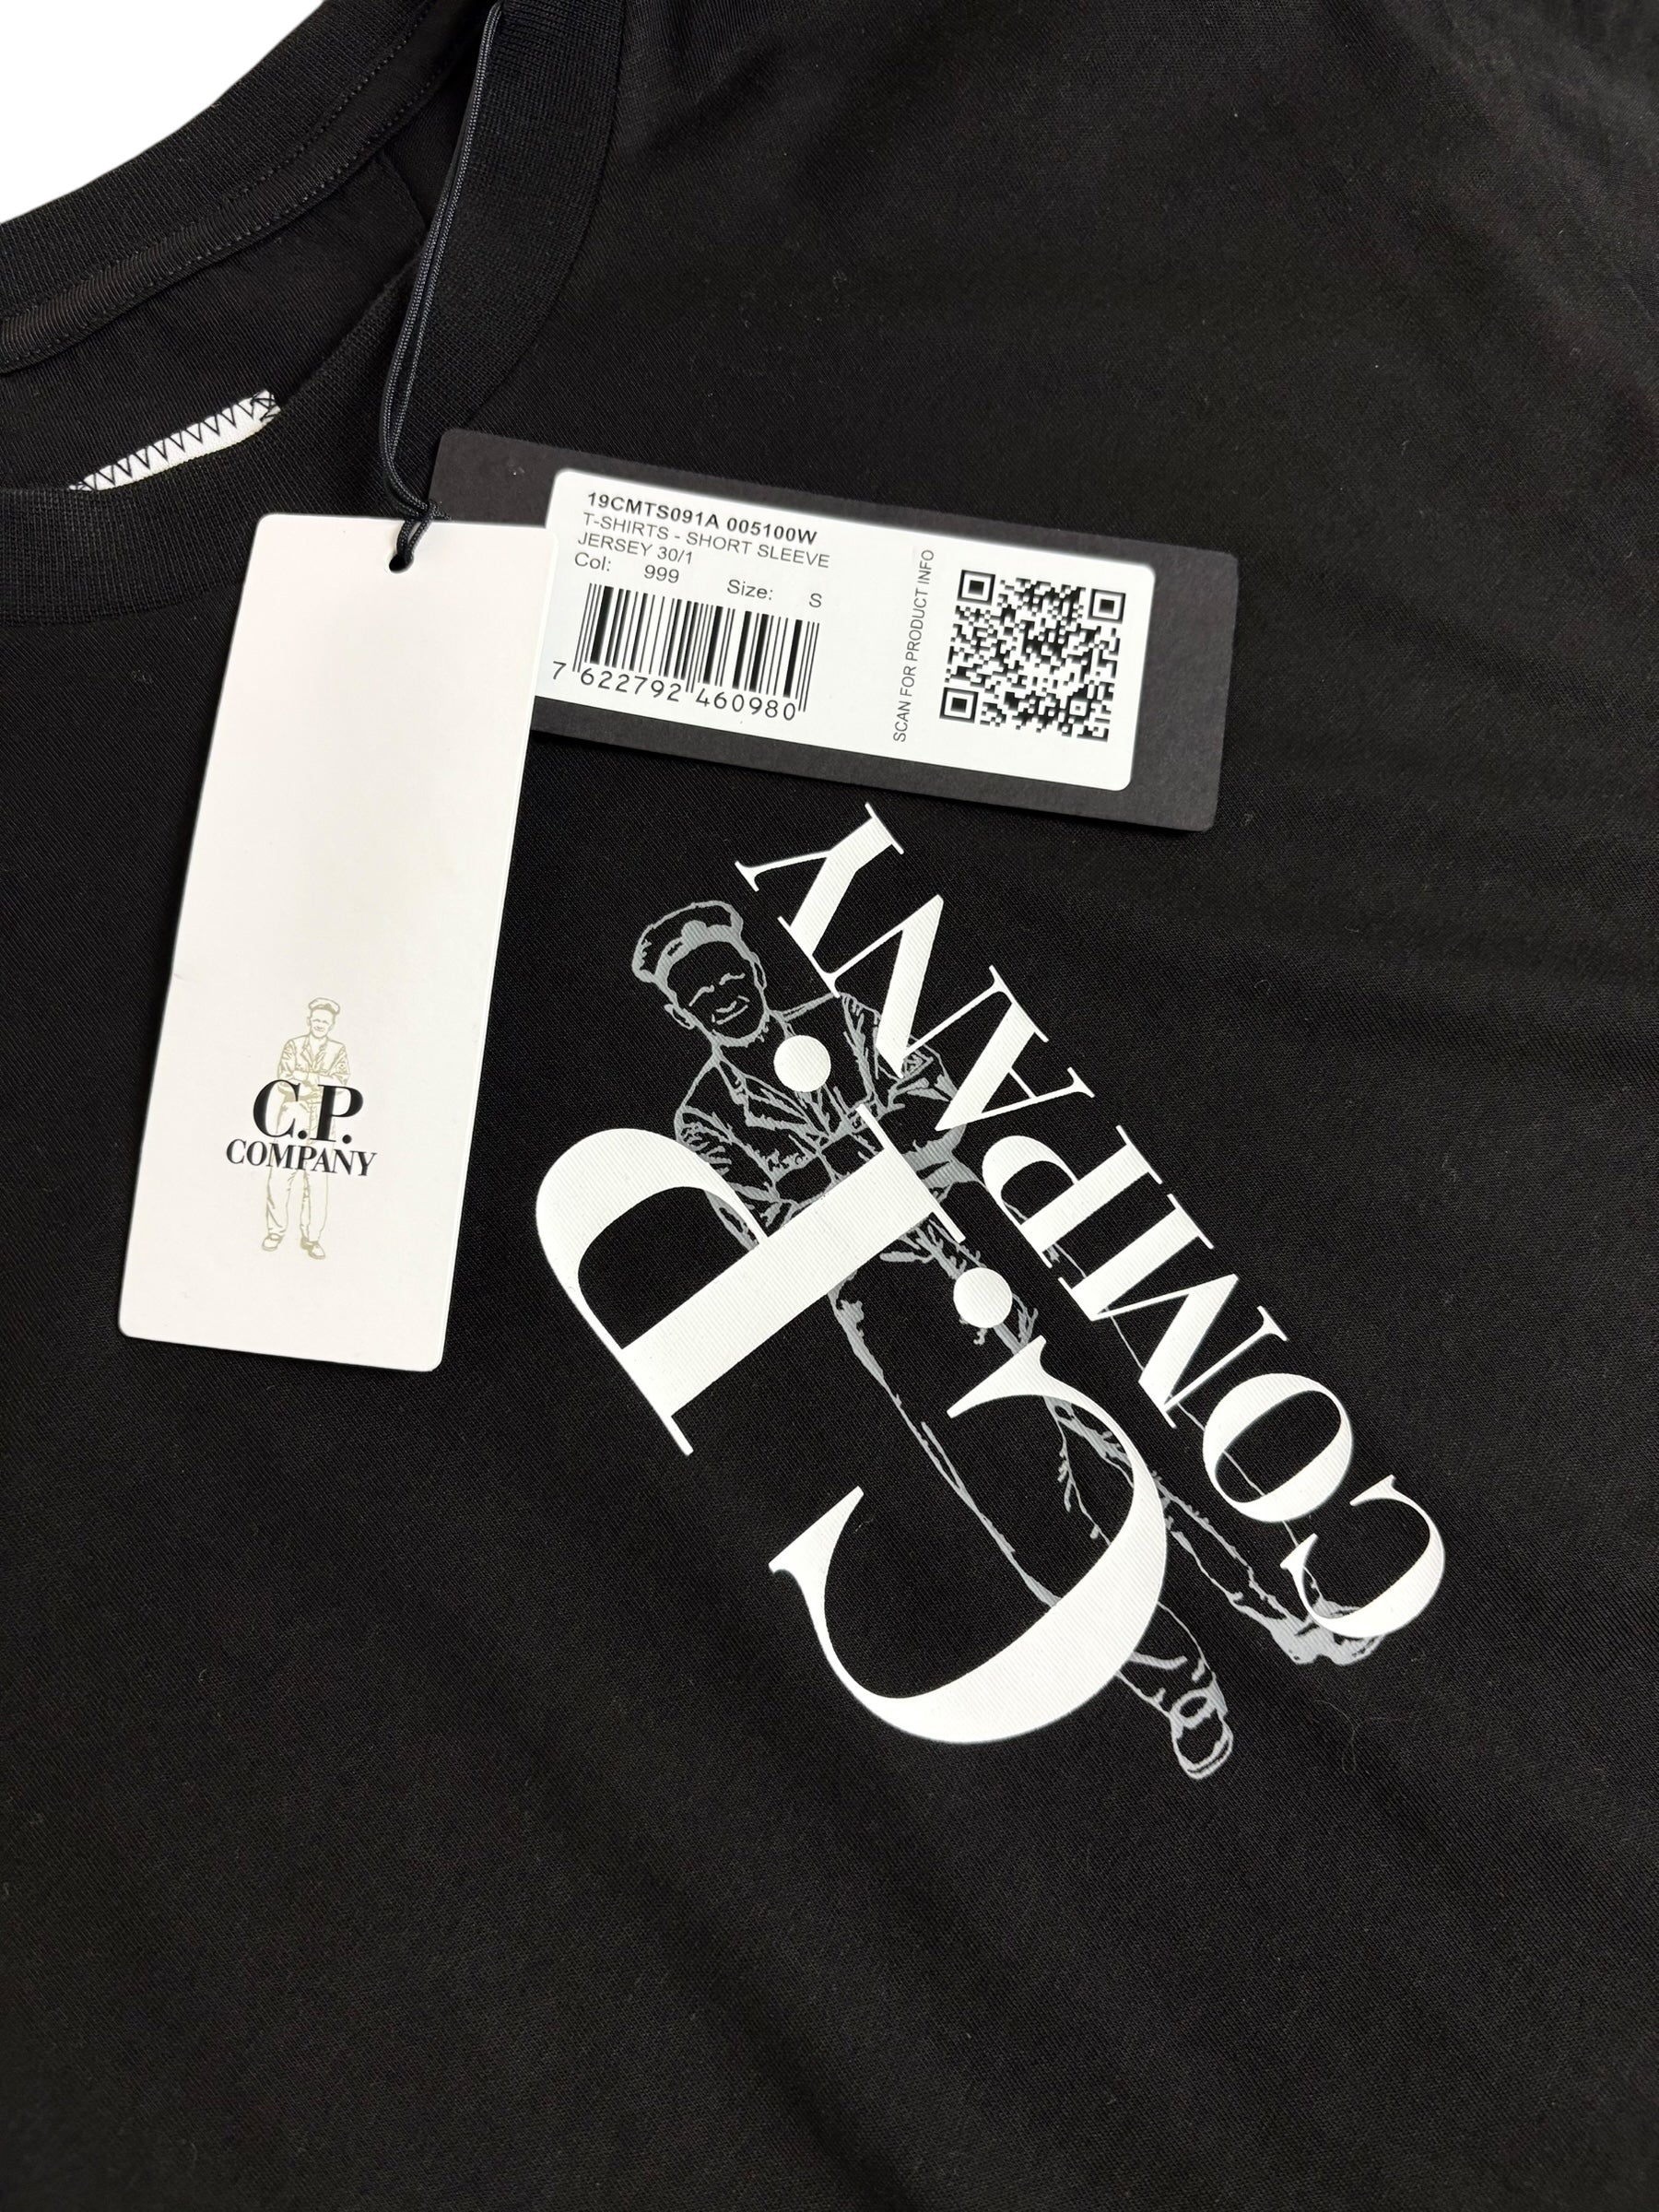 19CMTS091A 005100W
T-SHIRTS - SHORT SLEEVE
JERSEY 30/1
Col: 999 Size: S
7 622792 460980
SCAN FOR PRODUCT INFO
C.P.
COMPANY
C.P.
COMPANY